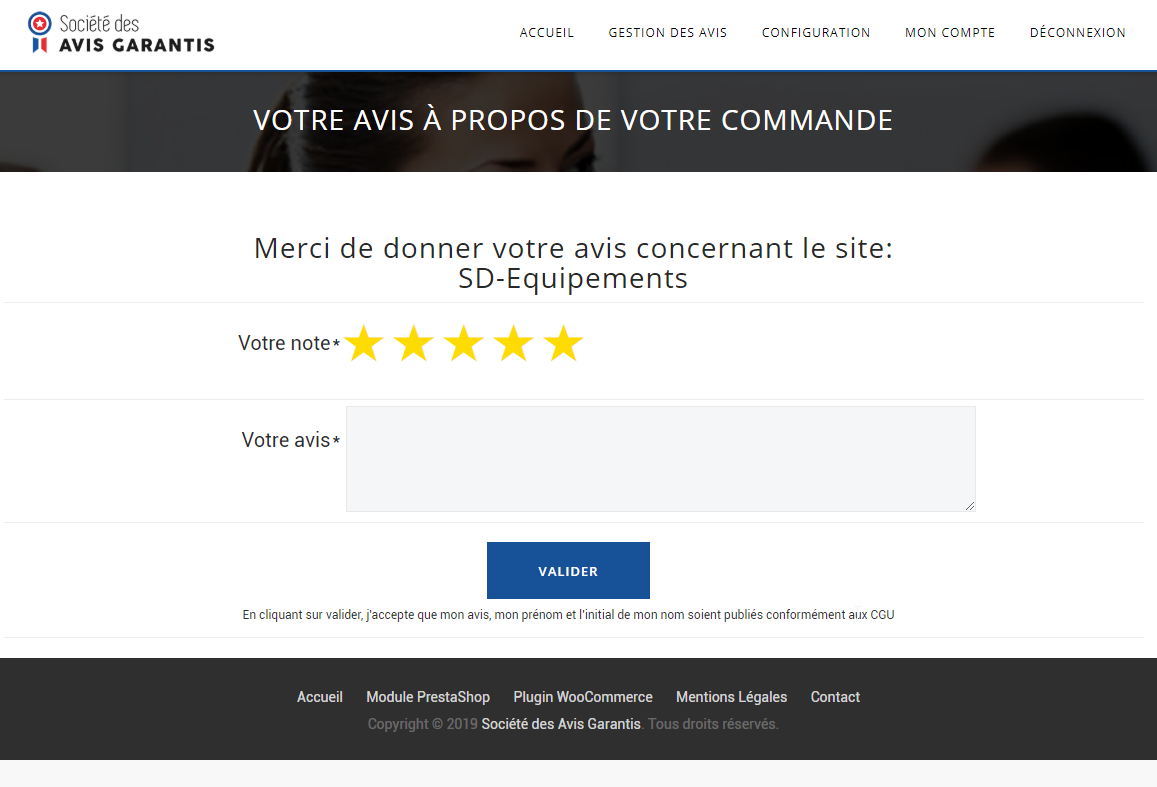 Société des
AVIS GARANTIS
ACCUEIL GESTION DES AVIS CONFIGURATION MON COMPTE DÉCONNEXION
VOTRE AVIS À PROPOS DE VOTRE COMMANDE
Merci de donner votre avis concernant le site:
SD-Equipements
Votre note*
Votre avis*
VALIDER
En cliquant sur valider, j'accepte que mon avis, mon prénom et l'initial de mon nom soient publiés conformément aux CGU
Accueil Module PrestaShop Plugin WooCommerce Mentions Légales Contact
Copyright © 2019 Société des Avis Garantis. Tous droits réservés.